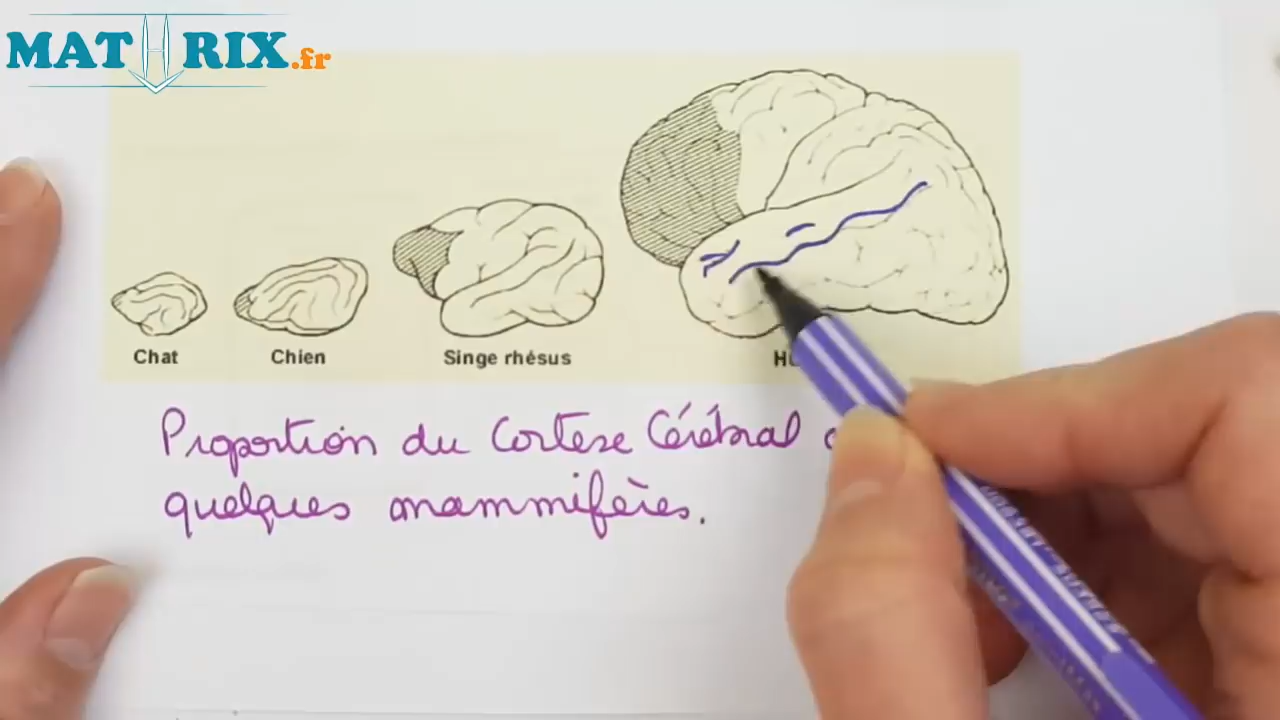 MATHRIX.fr
Chat Chien Singe rhésus
Proportion du Cortexe Cérébral
quelques mammifères.